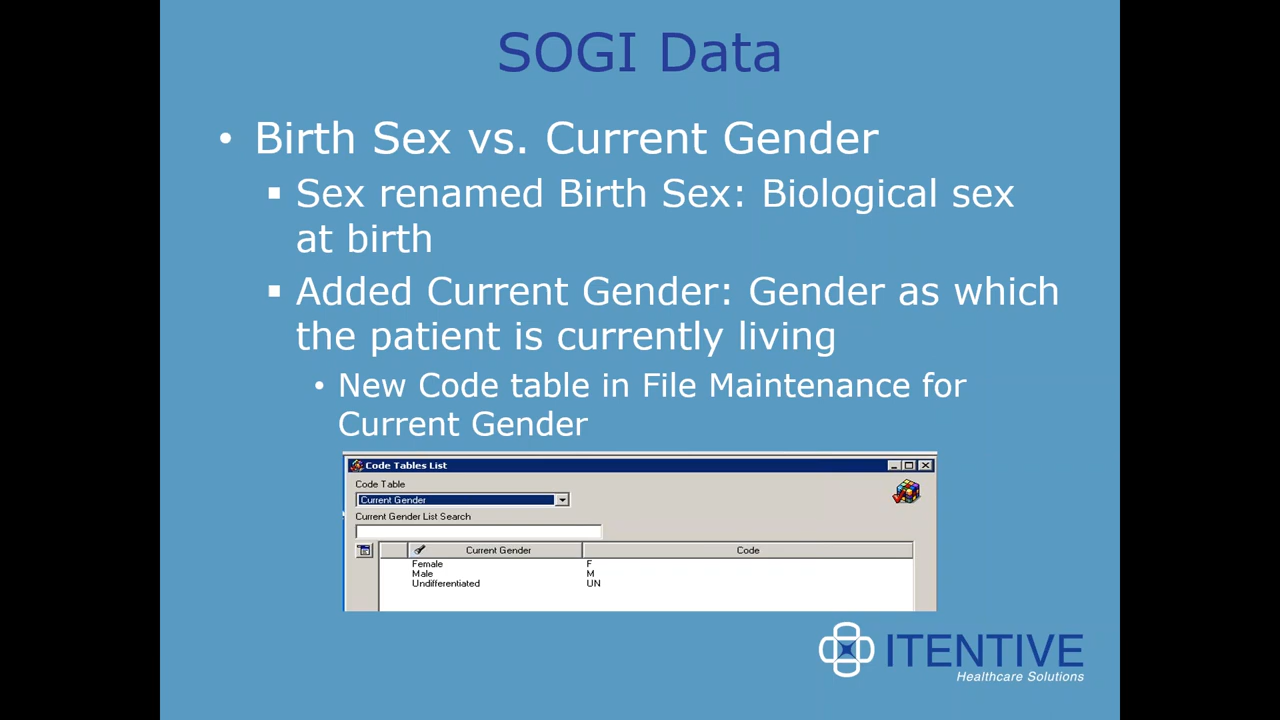 SOGI Data
• Birth Sex vs. Current Gender
▪ Sex renamed Birth Sex: Biological sex
at birth
▪ Added Current Gender: Gender as which
the patient is currently living
• New Code table in File Maintenance for
Current Gender
Code Tables List
Code Table
Current Gender
Current Gender List Search
Current Gender Code
Female F
Male M
Undifferentiated UN
ITENTIVE
Healthcare Solutions